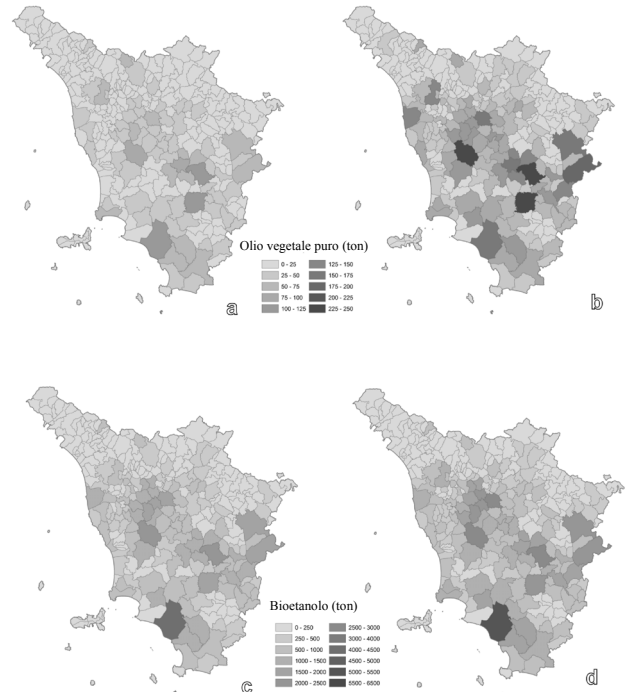 Olio vegetale puro (ton)
0 - 25 125 - 150
25 - 50 150 - 175
50 - 75 175 - 200
75 - 100 200 - 225
100 - 125 225 - 250
a b
Bioetanolo (ton)
0 - 250 2500 - 3000
250 - 500 3000 - 4000
500 - 1000 4000 - 4500
1000 - 1500 4500 - 5000
1500 - 2000 5000 - 5500
2000 - 2500 5500 - 6500
c d